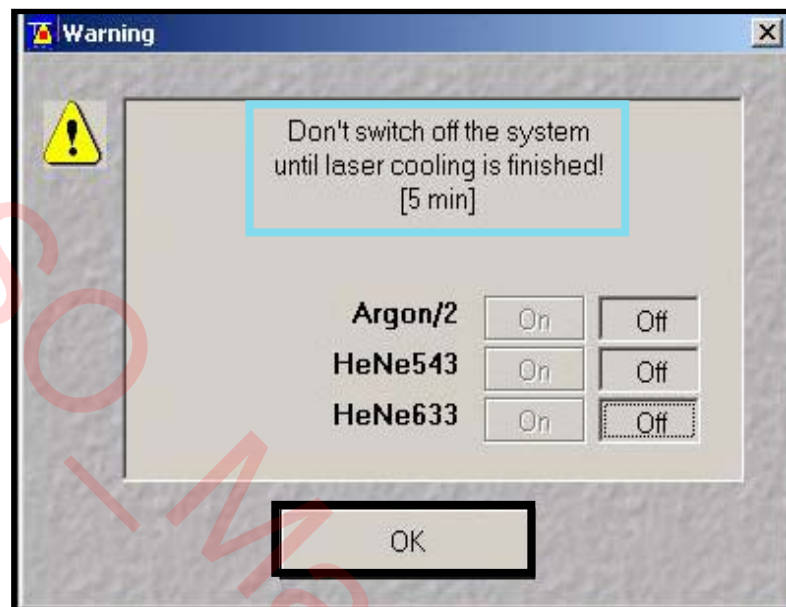 Warning
Don't switch off the system
until laser cooling is finished!
[5 min]
Argon/2 On Off
HeNe543 On Off
HeNe633 On Off
OK